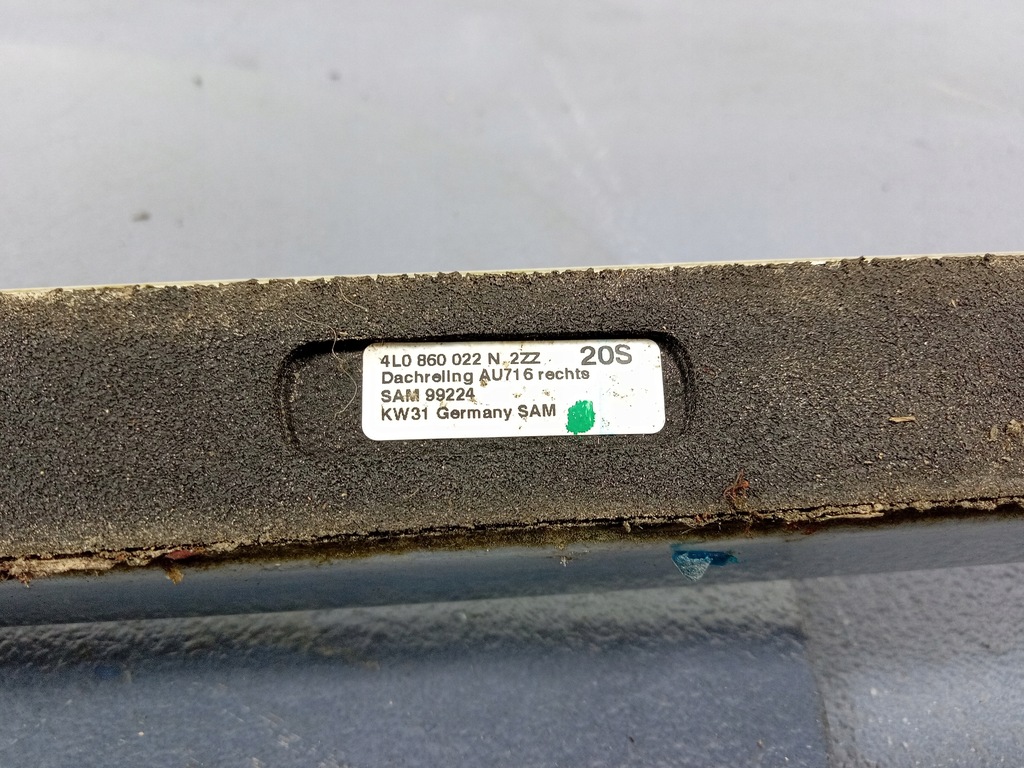 4L0 860 022 N 2ZZ 20S
Dachreling AU716 rechts
SAM 99224
KW31 Germany SAM